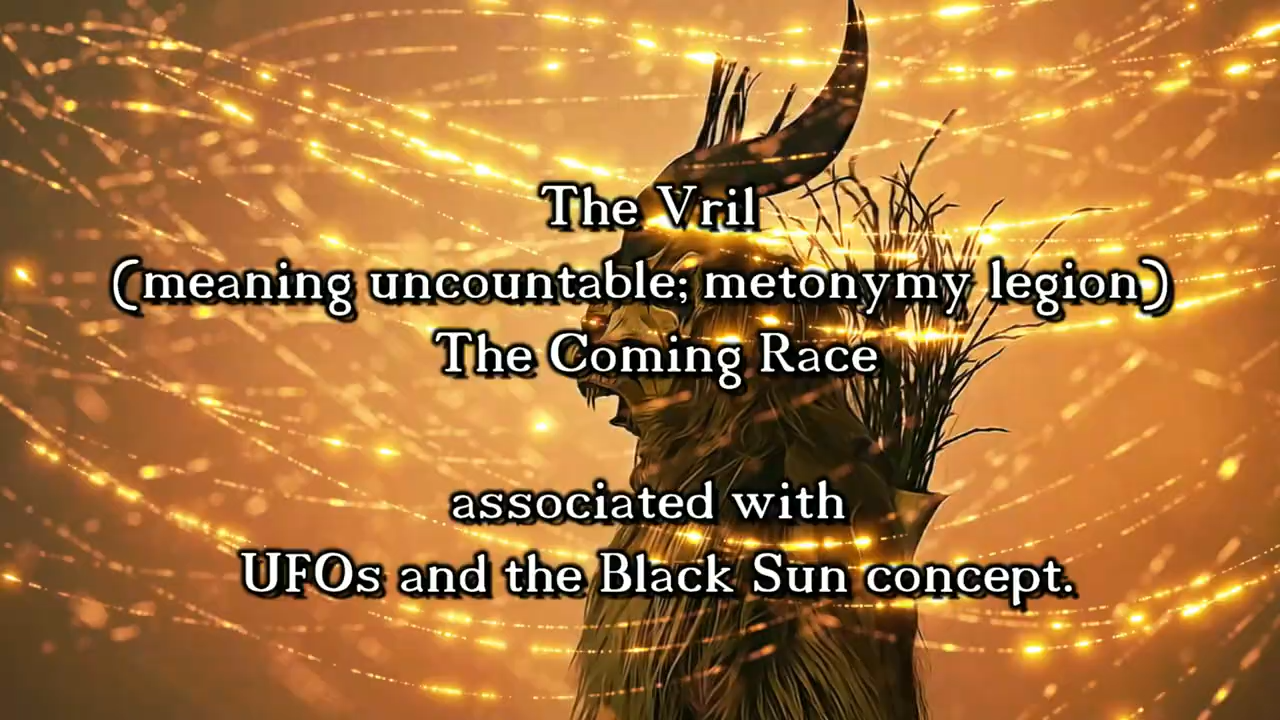 The Vril
(meaning uncountable; metonymy legion)
The Coming Race
associated with
UFOs and the Black Sun concept.